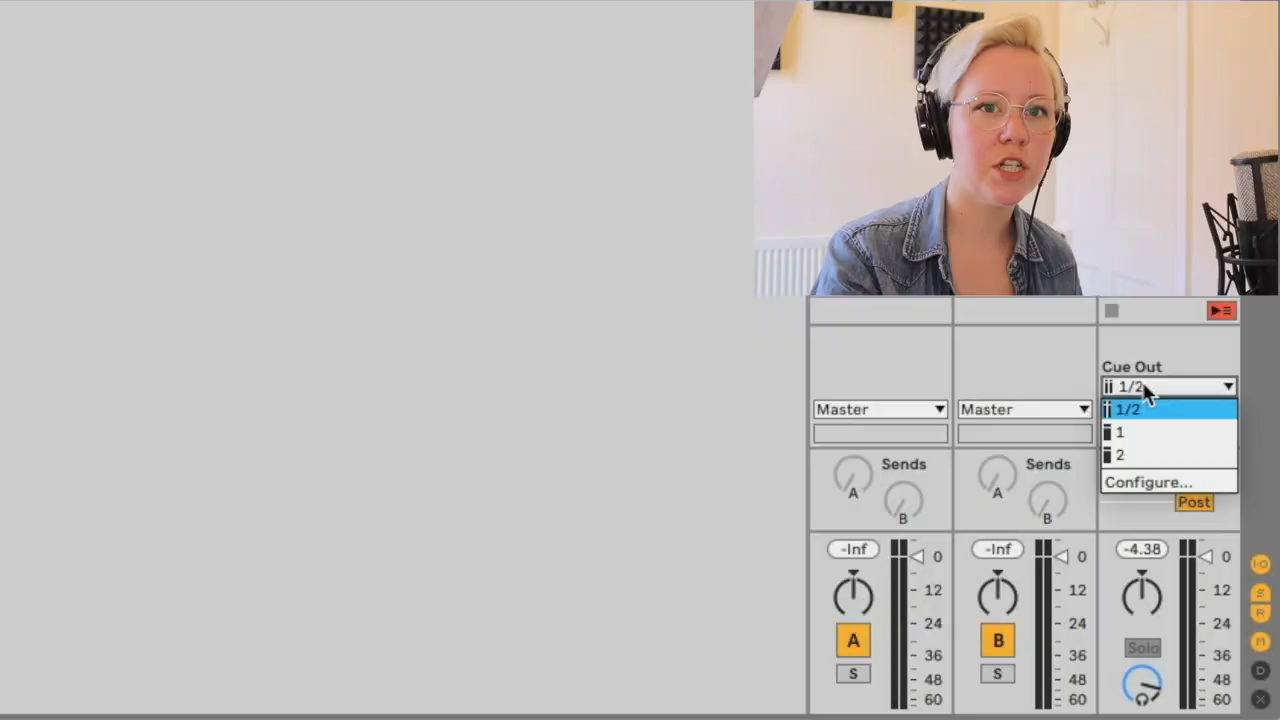 Cue Out
1/2
Master
Master
1/2
1
2
Sends
Sends
Configure...
A
A
Post
B
B
-Inf
0
-Inf
0
-4.38
0
12
12
12
24
24
24
A
36
B
36
Solo
36
S
48
S
48
48
60
60
60
I·O
S
R
M
D
X